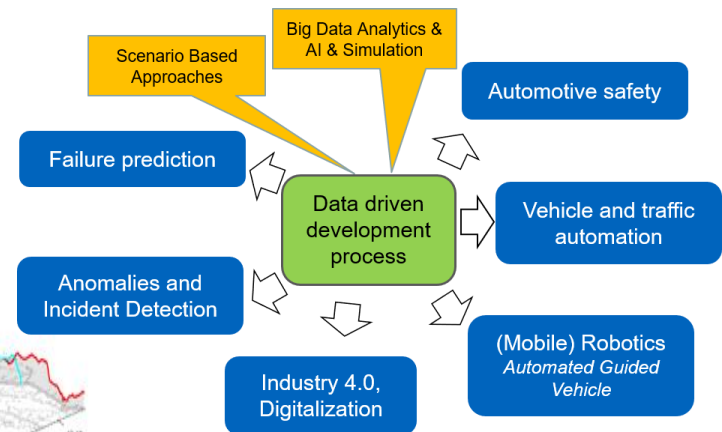 Big Data Analytics &
AI & Simulation
Scenario Based
Approaches
Automotive safety
Failure prediction
Data driven
development
process
Vehicle and traffic
automation
Anomalies and
Incident Detection
(Mobile) Robotics
Automated Guided
Vehicle
Industry 4.0,
Digitalization